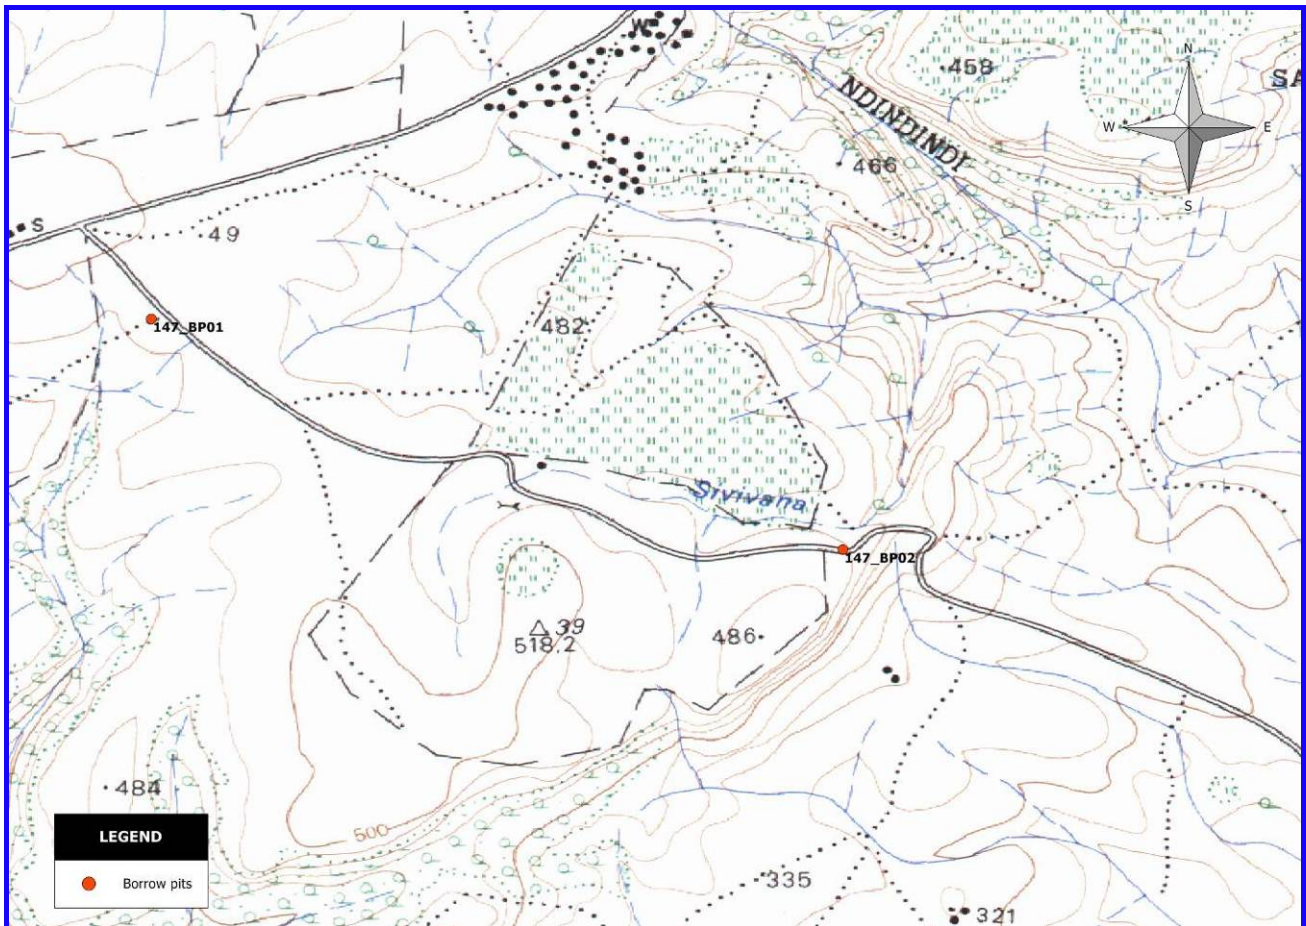 W
458
N
SA
NDINDINDI
W
E
466
S
S
49
482
147_BP01
Sivivana
147_BP02
39
518.2
486
484
LEGEND
500
Borrow pits
335
321